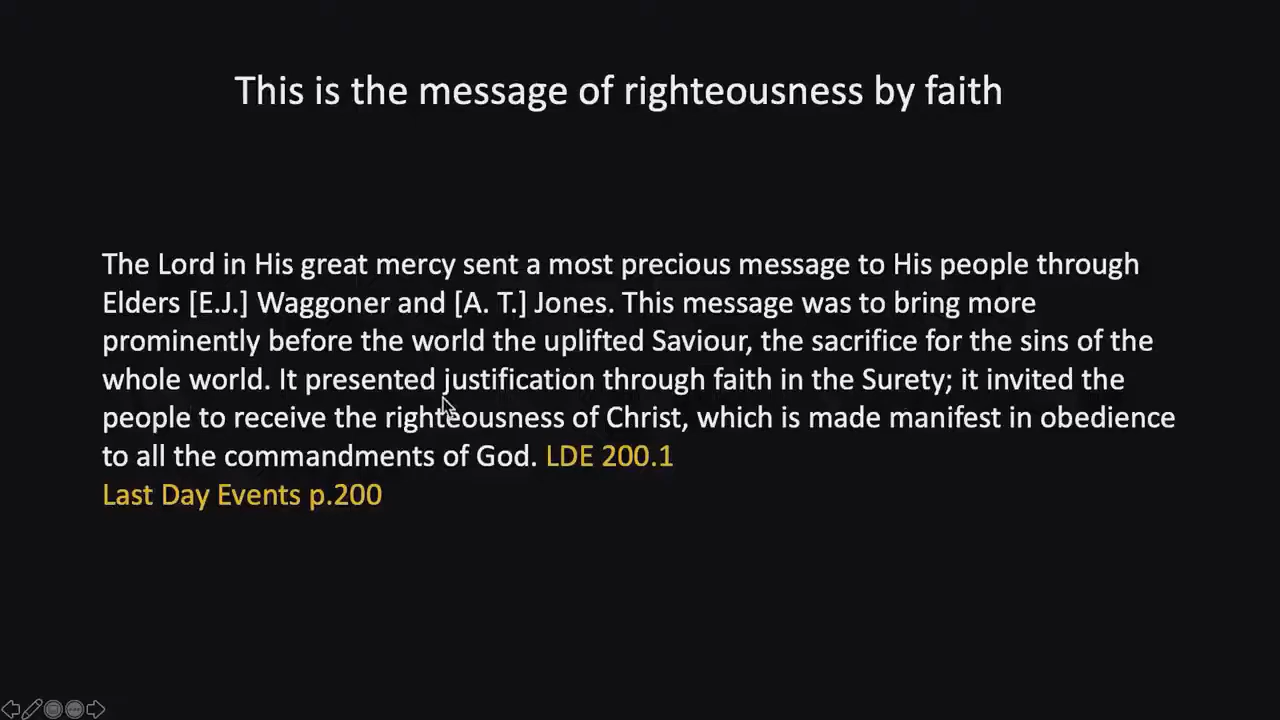 This is the message of righteousness by faith
The Lord in His great mercy sent a most precious message to His people through
Elders [E.J.] Waggoner and [A. T.] Jones. This message was to bring more
prominently before the world the uplifted Saviour, the sacrifice for the sins of the
whole world. It presented justification through faith in the Surety; it invited the
people to receive the righteousness of Christ, which is made manifest in obedience
to all the commandments of God. LDE 200.1
Last Day Events p.200